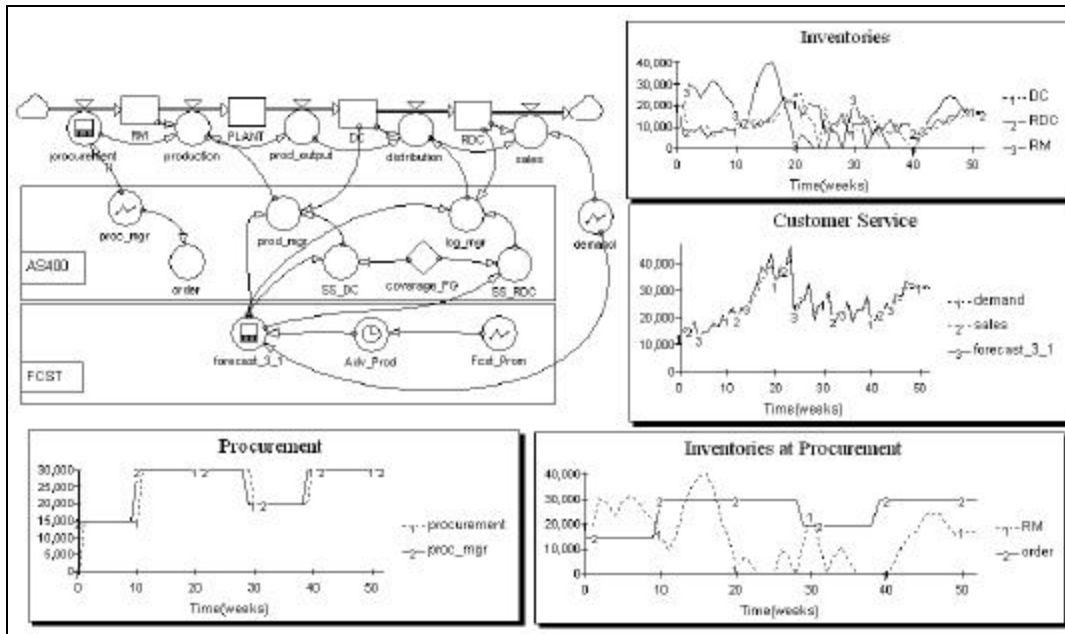 RM
PLANT
DC
RDC
procurement
production
prod_output
distribution
sales
proc_mgr
order
prod_mgr
log_mgr
demand
SS_DC
coverage_FG
SS_RDC
AS400
forecast_3_1
Adv_Prod
Fcst_Prom
FCST
Inventories
40,000
30,000
20,000
10,000
0
0 10 20 30 40 50
Time(weeks)
1 DC
2 RDC
3 RM
Customer Service
40,000
30,000
20,000
10,000
0 10 20 30 40 50
Time(weeks)
1 demand
2 sales
3 forecast_3_1
Procurement
30,000
25,000
20,000
15,000
10,000
5,000
0
0 10 20 30 40 50
Time(weeks)
1 procurement
2 proc_mgr
Inventories at Procurement
40,000
30,000
20,000
10,000
0
0 10 20 30 40 50
Time(weeks)
1 RM
2 order